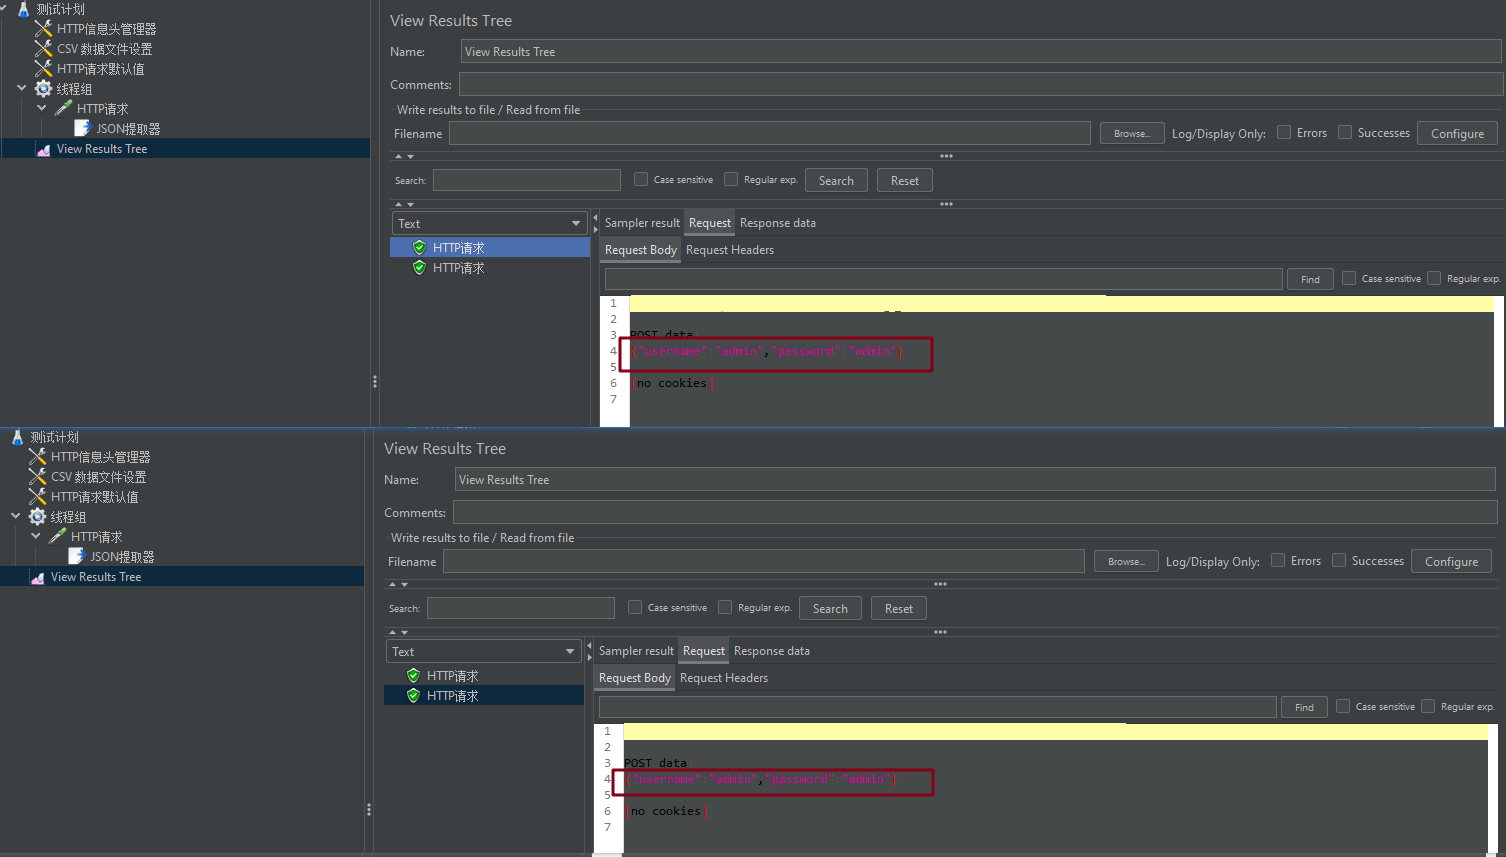 测试计划
HTTP信息头管理器
CSV 数据文件设置
HTTP请求默认值
线程组
HTTP请求
JSON提取器
View Results Tree
View Results Tree
Name: View Results Tree
Comments:
Write results to file / Read from file
Filename Browse... Log/Display Only: Errors Successes Configure
Search: Case sensitive Regular exp. Search Reset
Text
HTTP请求
HTTP请求
Sampler result Request Response data
Request Body Request Headers
Find Case sensitive Regular exp.
1
2
3 POST data
4 {"username":"admin","password":"admin"}
5
6 [no cookies]
7
测试计划
HTTP信息头管理器
CSV 数据文件设置
HTTP请求默认值
线程组
HTTP请求
JSON提取器
View Results Tree
View Results Tree
Name: View Results Tree
Comments:
Write results to file / Read from file
Filename Browse... Log/Display Only: Errors Successes Configure
Search: Case sensitive Regular exp. Search Reset
Text
HTTP请求
HTTP请求
Sampler result Request Response data
Request Body Request Headers
Find Case sensitive Regular exp.
1
2
3 POST data:
4 {"username":"admin","password":"admin"}
5
6 [no cookies]
7